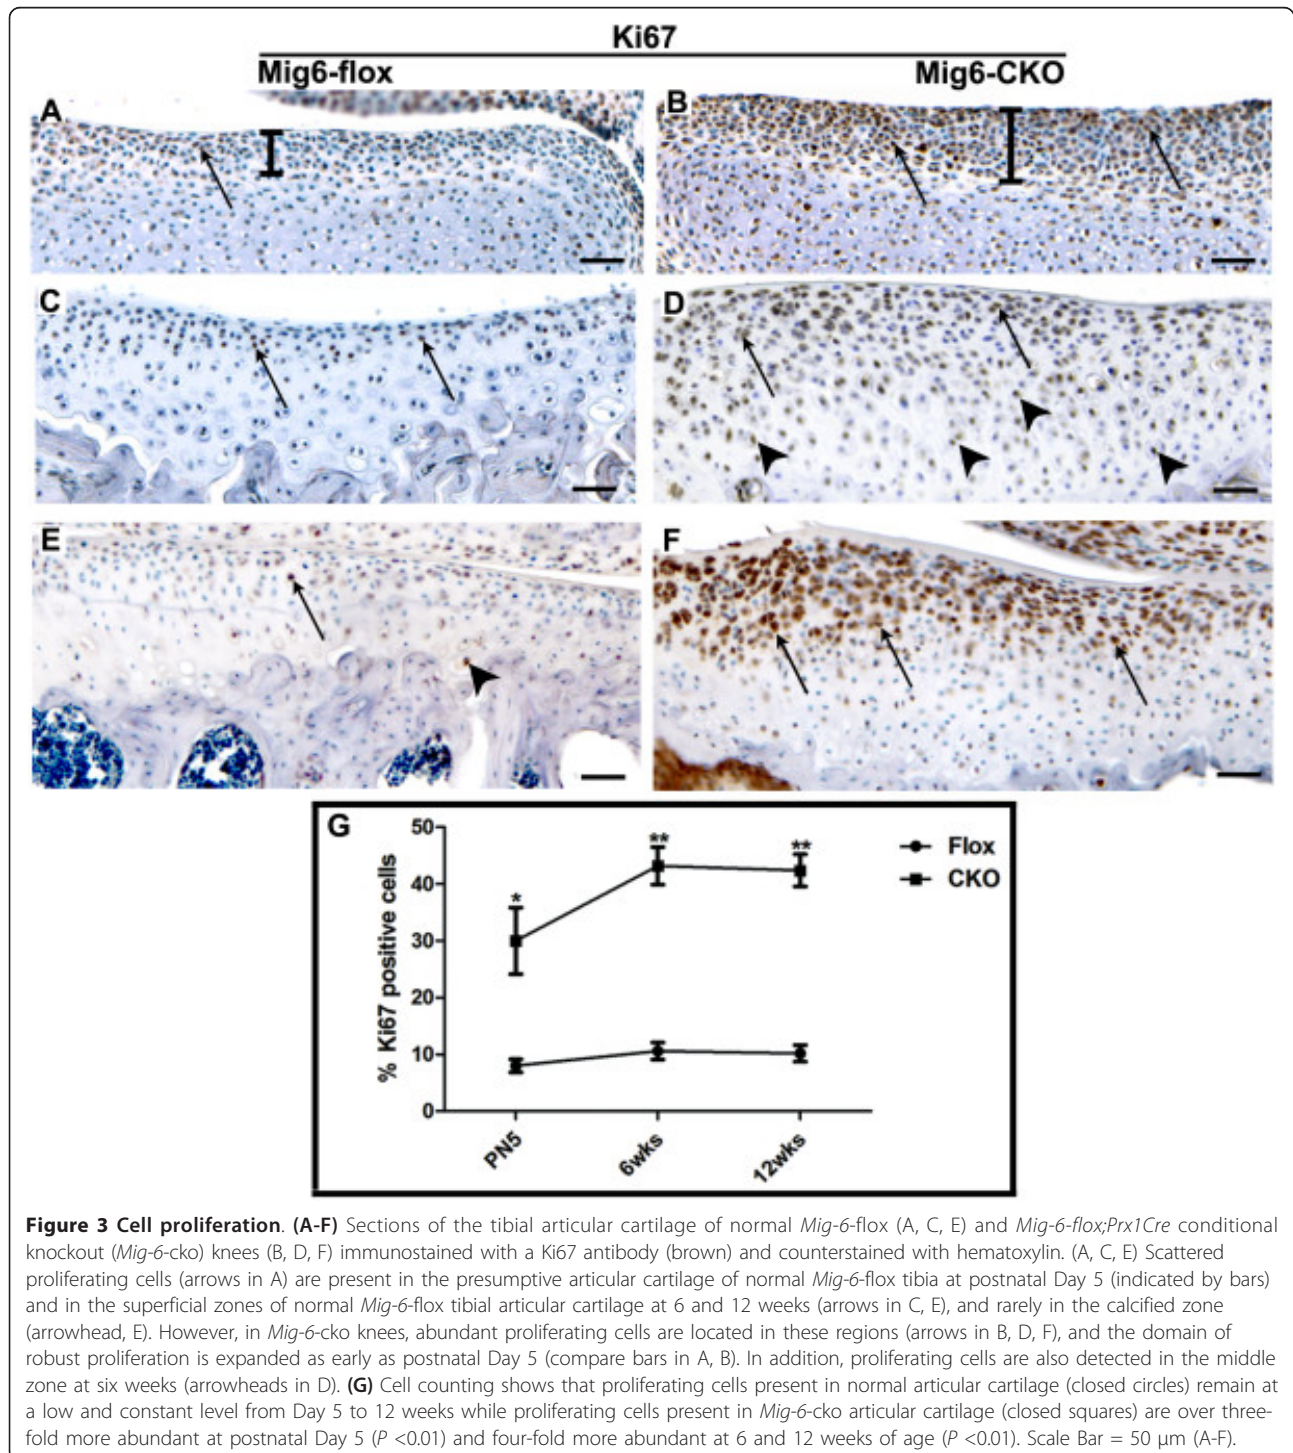 Ki67
Mig6-flox Mig6-CKO
A B
C D
E F
G
50
40
30
20
10
0
% Ki67 positive cells
* ** **
Flox
CKO
PN5 6wks 12wks
Figure 3 Cell proliferation. (A-F) Sections of the tibial articular cartilage of normal Mig-6-flox (A, C, E) and Mig-6-flox;Prx1Cre conditional
knockout (Mig-6-cko) knees (B, D, F) immunostained with a Ki67 antibody (brown) and counterstained with hematoxylin. (A, C, E) Scattered
proliferating cells (arrows in A) are present in the presumptive articular cartilage of normal Mig-6-flox tibia at postnatal Day 5 (indicated by bars)
and in the superficial zones of normal Mig-6-flox tibial articular cartilage at 6 and 12 weeks (arrows in C, E), and rarely in the calcified zone
(arrowhead, E). However, in Mig-6-cko knees, abundant proliferating cells are located in these regions (arrows in B, D, F), and the domain of
robust proliferation is expanded as early as postnatal Day 5 (compare bars in A, B). In addition, proliferating cells are also detected in the middle
zone at six weeks (arrowheads in D). (G) Cell counting shows that proliferating cells present in normal articular cartilage (closed circles) remain at
a low and constant level from Day 5 to 12 weeks while proliferating cells present in Mig-6-cko articular cartilage (closed squares) are over three-
fold more abundant at postnatal Day 5 (P <0.01) and four-fold more abundant at 6 and 12 weeks of age (P <0.01). Scale Bar = 50 μm (A-F).